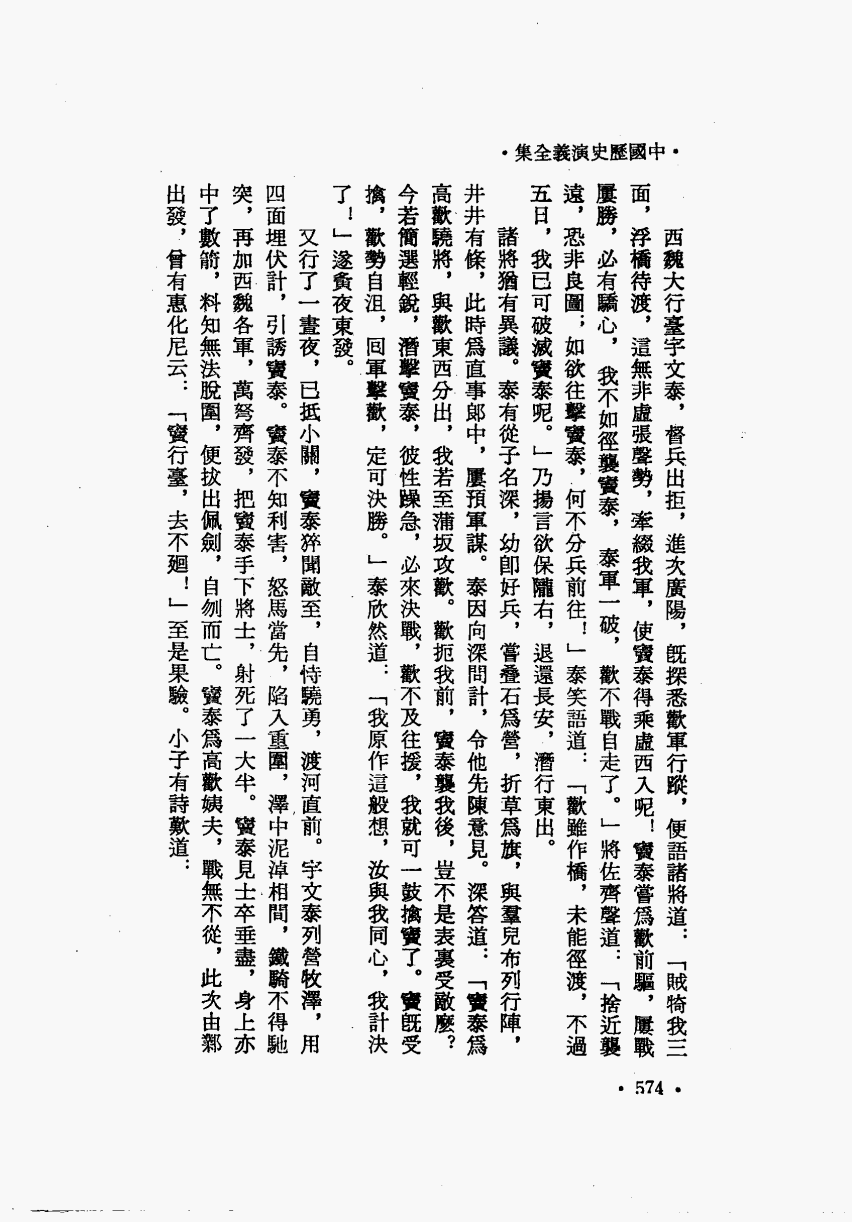 •中國歷史演義全集•
西魏大行臺宇文泰，督兵出拒，進次廣陽，旣探悉歡軍行蹤，便語諸將道：「賊犄我三
面，浮橋待渡，這無非虛張聲勢，牽綴我軍，使竇泰得乘虛西入呢！竇泰嘗爲歡前驅，屢戰
屢勝，必有驕心，我不如徑襲竇泰，泰軍一破，歡不戰自走了。」將佐齊聲道：「捨近襲
遠，恐非良圖；如欲往擊竇泰，何不分兵前往！」泰笑語道：「歡雖作橋，未能徑渡，不過
五日，我已可破滅竇泰呢。」乃揚言欲保隴右，退還長安，潛行東出。
諸將猶有異議。泰有從子名深，幼卽好兵，嘗疊石爲營，折草爲旗，與羣兒布列行陣，
井井有條，此時爲直事郎中，屢預軍謀。泰因向深問計，令他先陳意見。深答道：「竇泰爲
高歡驍將，與歡東西分出，我若至蒲坂攻歡。歡扼我前，竇泰襲我後，豈不是表裏受敵麼？
今若簡選輕銳，潛擊竇泰，彼性躁急，必來決戰，歡不及往援，我就可一鼓擒竇了。竇旣受
擒，歡勢自沮，回軍擊歡，定可決勝。」泰欣然道：「我原作這般想，汝與我同心，我計決
了！」遂夤夜東發。
又行了一晝夜，已抵小關，竇泰猝聞敵至，自恃驍勇，渡河直前。宇文泰列營牧澤，用
四面埋伏計，引誘竇泰。竇泰不知利害，怒馬當先，陷入重圍，澤中泥淖相間，鐵騎不得馳
突，再加西魏各軍，萬弩齊發，把竇泰手下將士，射死了一大半。竇泰見士卒垂盡，身上亦
中了數箭，料知無法脫圍，便拔出佩劍，自刎而亡。竇泰爲高歡姨夫，戰無不從，此次由鄴
出發，曾有惠化尼云：「竇行臺，去不廻！」至是果驗。小子有詩歎道：
•574•